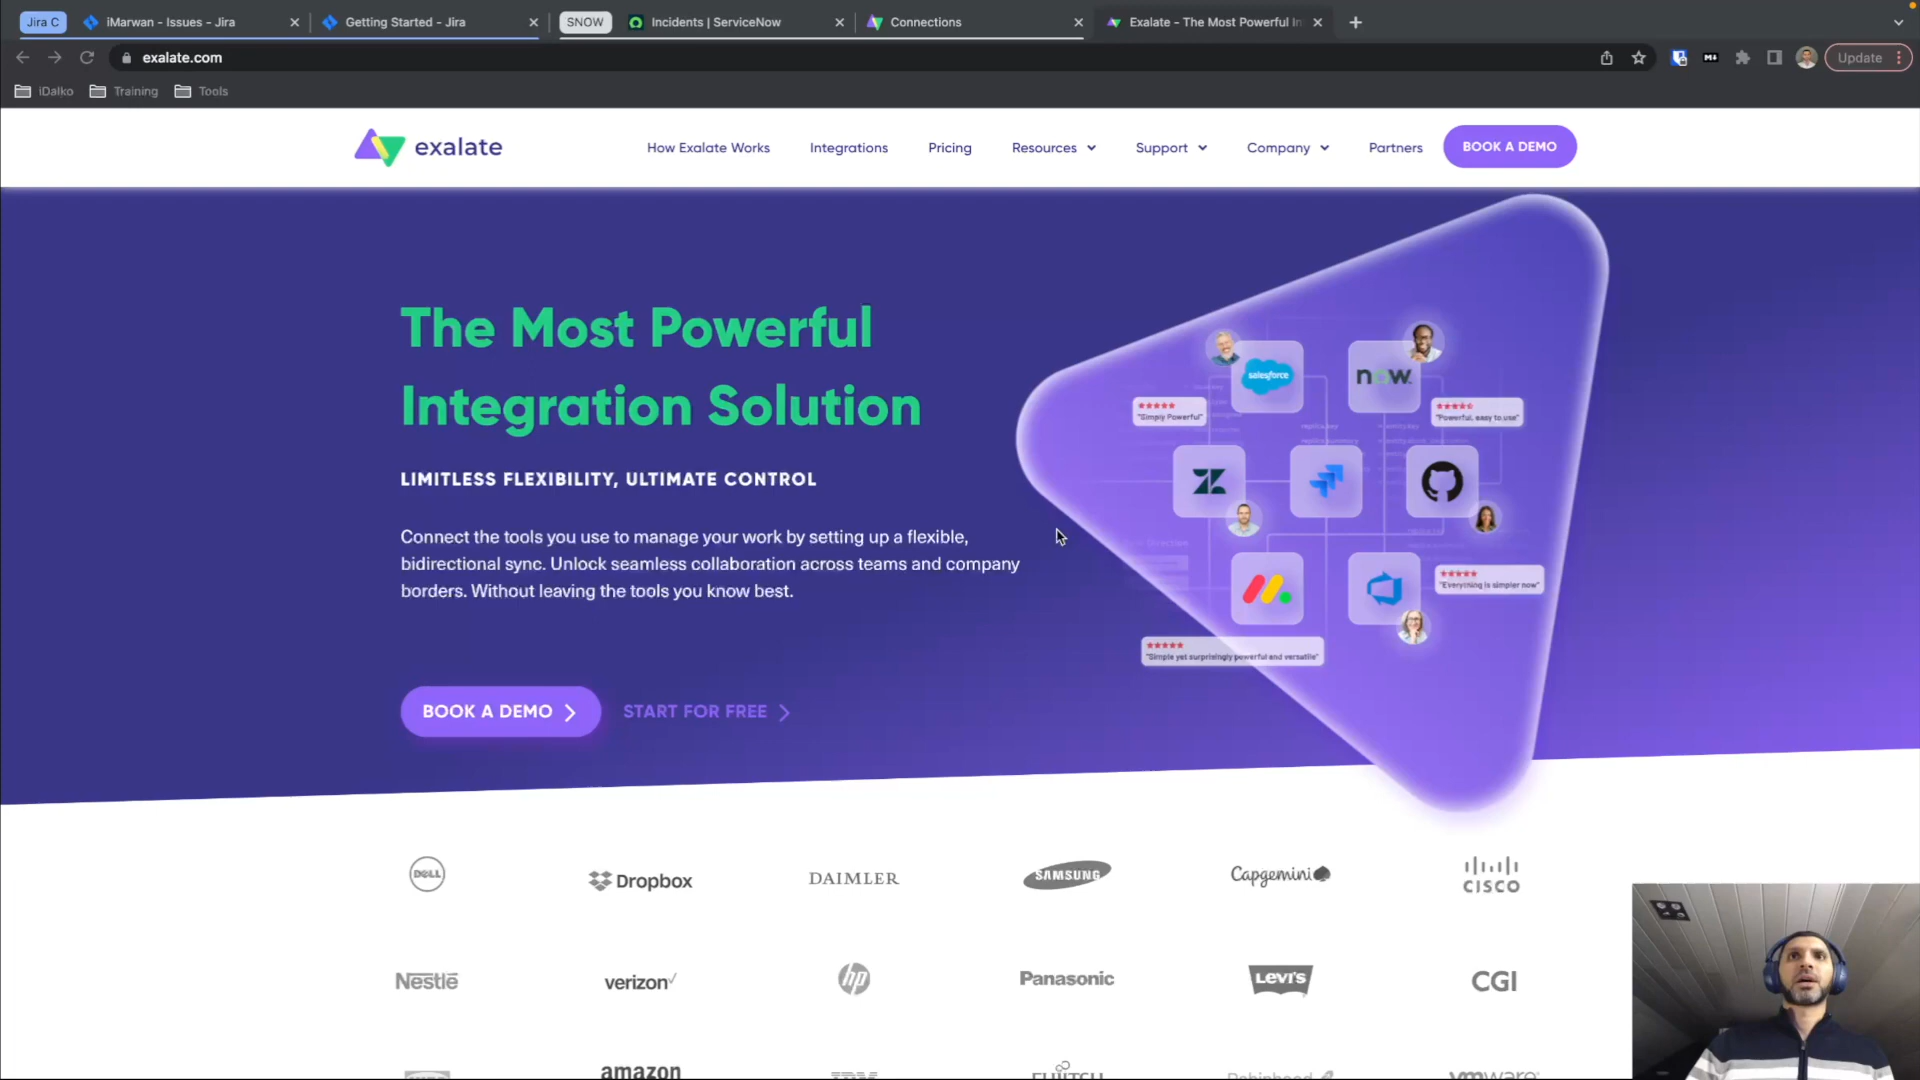 Jira C
iMarwan - Issues - Jira
Getting Started - Jira
SNOW
Incidents | ServiceNow
Connections
Exalate - The Most Powerful In
exalate.com
Update
iDalko
Training
Tools
exalate
How Exalate Works
Integrations
Pricing
Resources
Support
Company
Partners
BOOK A DEMO
The Most Powerful
Integration Solution
LIMITLESS FLEXIBILITY, ULTIMATE CONTROL
Connect the tools you use to manage your work by setting up a flexible,
bidirectional sync. Unlock seamless collaboration across teams and company
borders. Without leaving the tools you know best.
BOOK A DEMO
START FOR FREE
salesforce
now.
"Simply Powerful"
"Powerful, easy to use"
"Everything is simpler now"
"Simple yet surprisingly powerful and versatile"
DELL
Dropbox
DAIMLER
SAMSUNG
Capgemini
CISCO
Nestlé
verizon✓
hp
Panasonic
LEVI'S
CGI
amazon
FUJITSU
vmware